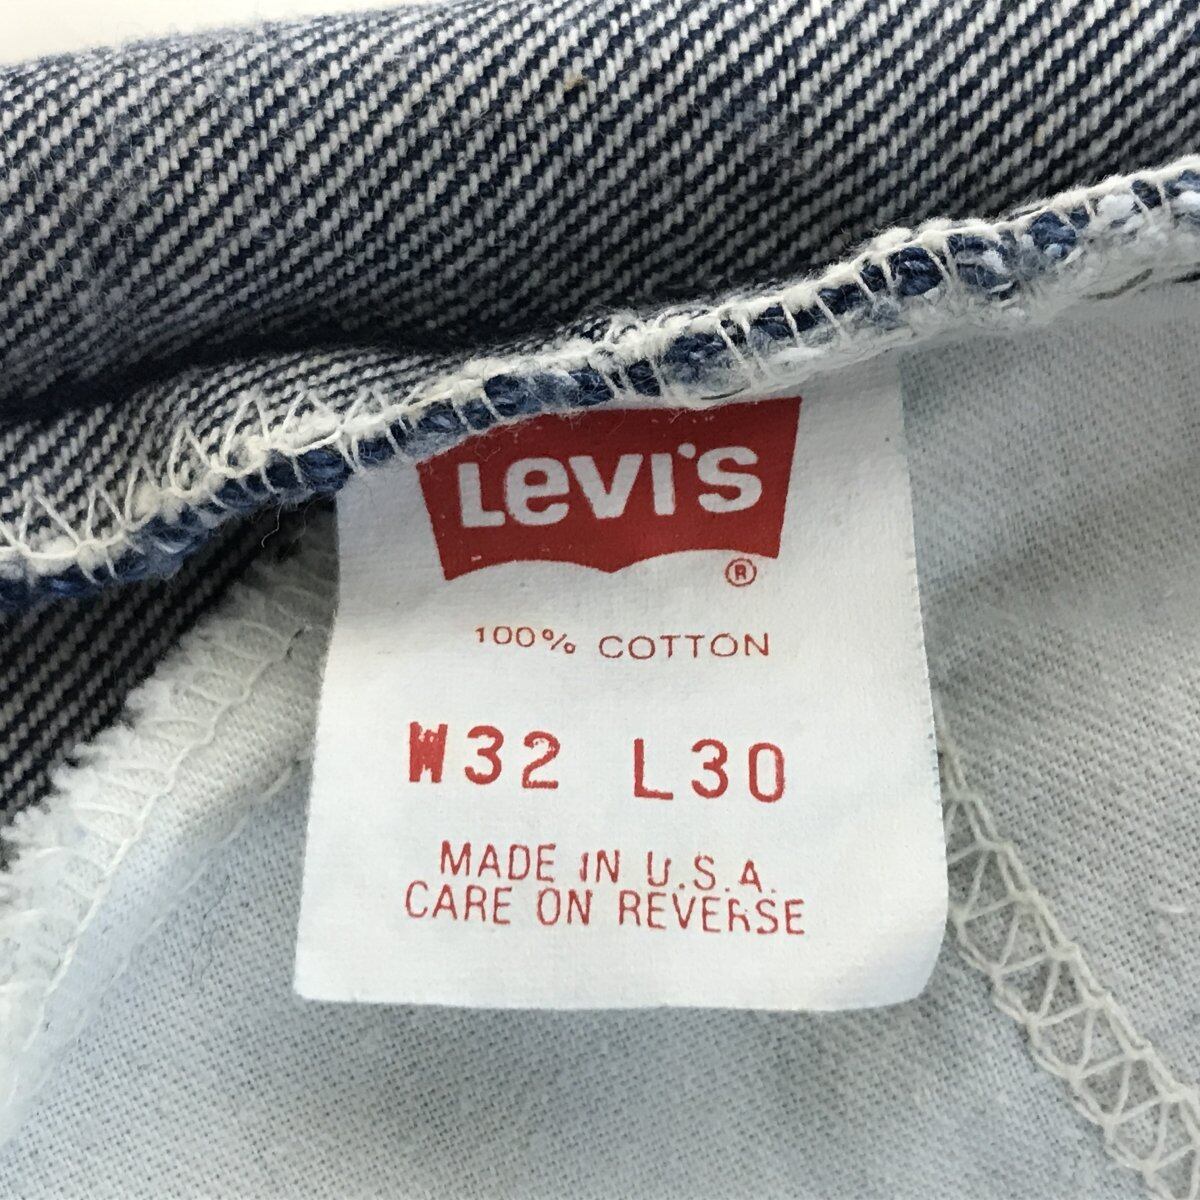 Levi's
®
100% COTTON
W32 L30
MADE IN U.S.A.
CARE ON REVERSE